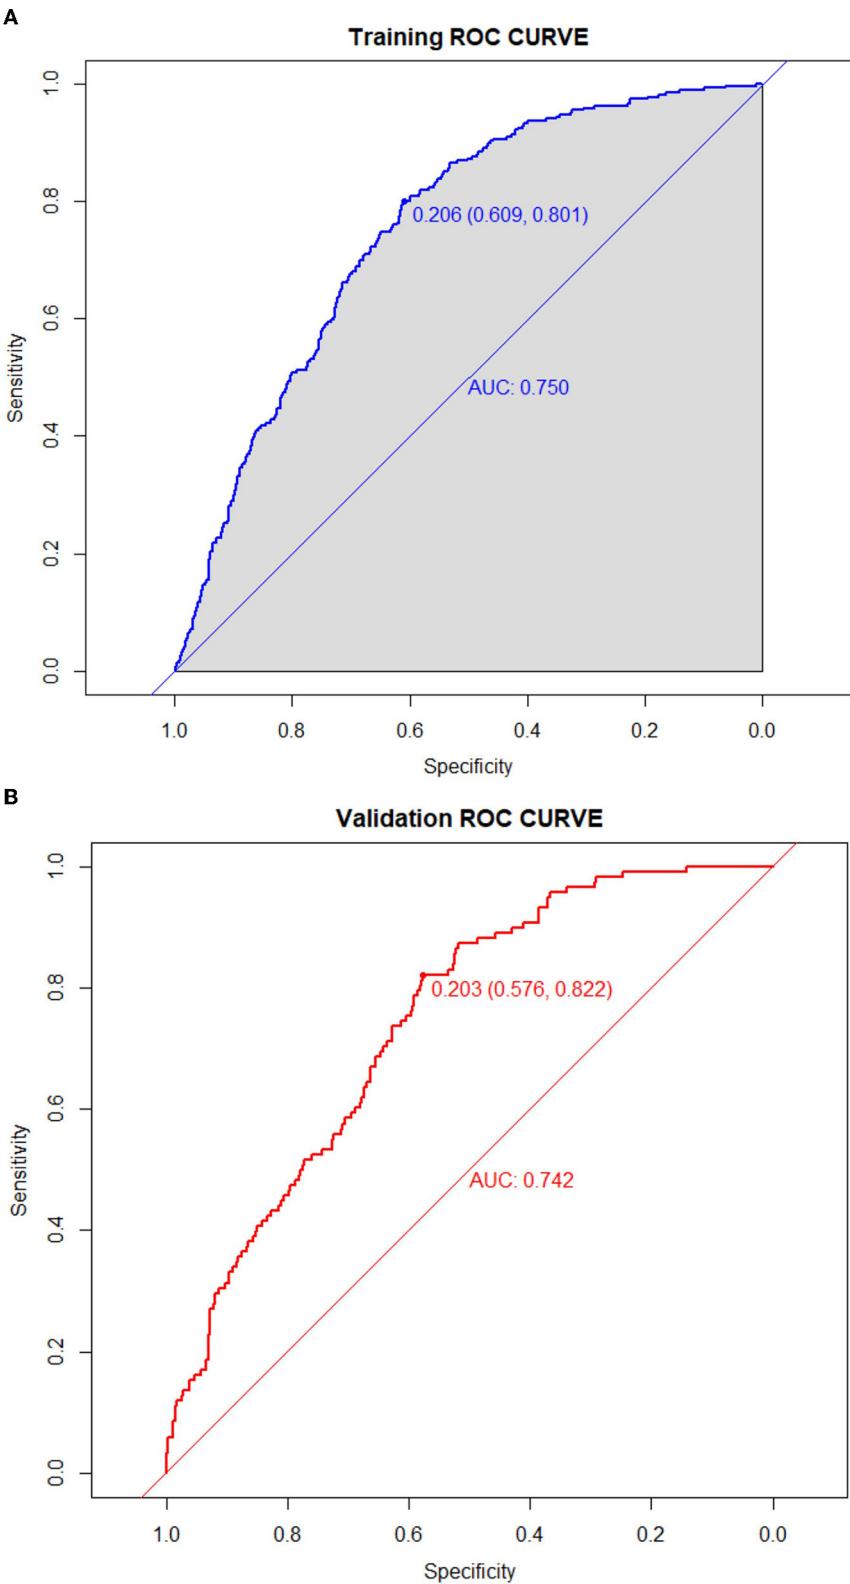 A
Training ROC CURVE
1.0
0.8
0.6
0.4
0.2
0.0
Sensitivity
0.206 (0.609, 0.801)
AUC: 0.750
1.0 0.8 0.6 0.4 0.2 0.0
Specificity
B
Validation ROC CURVE
1.0
0.8
0.6
0.4
0.2
0.0
Sensitivity
0.203 (0.576, 0.822)
AUC: 0.742
1.0 0.8 0.6 0.4 0.2 0.0
Specificity